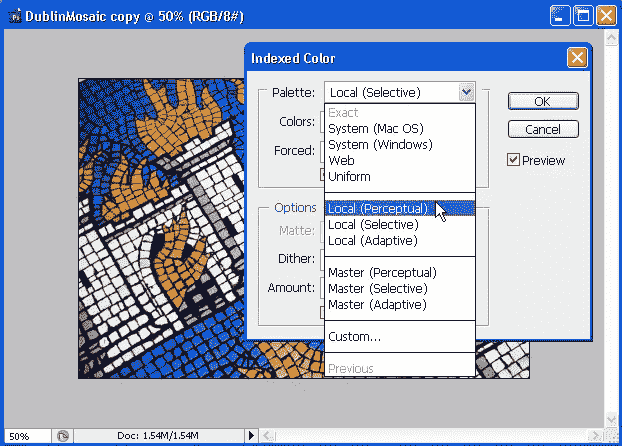 DublinMosaic copy @ 50% (RGB/8#)
Indexed Color
Palette: Local (Selective)
OK
Colors:
Exact
System (Mac OS)
Cancel
Forced:
System (Windows)
Web
Preview
Uniform
Options
Local (Perceptual)
Matte:
Local (Selective)
Local (Adaptive)
Dither:
Master (Perceptual)
Amount:
Master (Selective)
Master (Adaptive)
Custom...
Previous
50%
Doc: 1.54M/1.54M